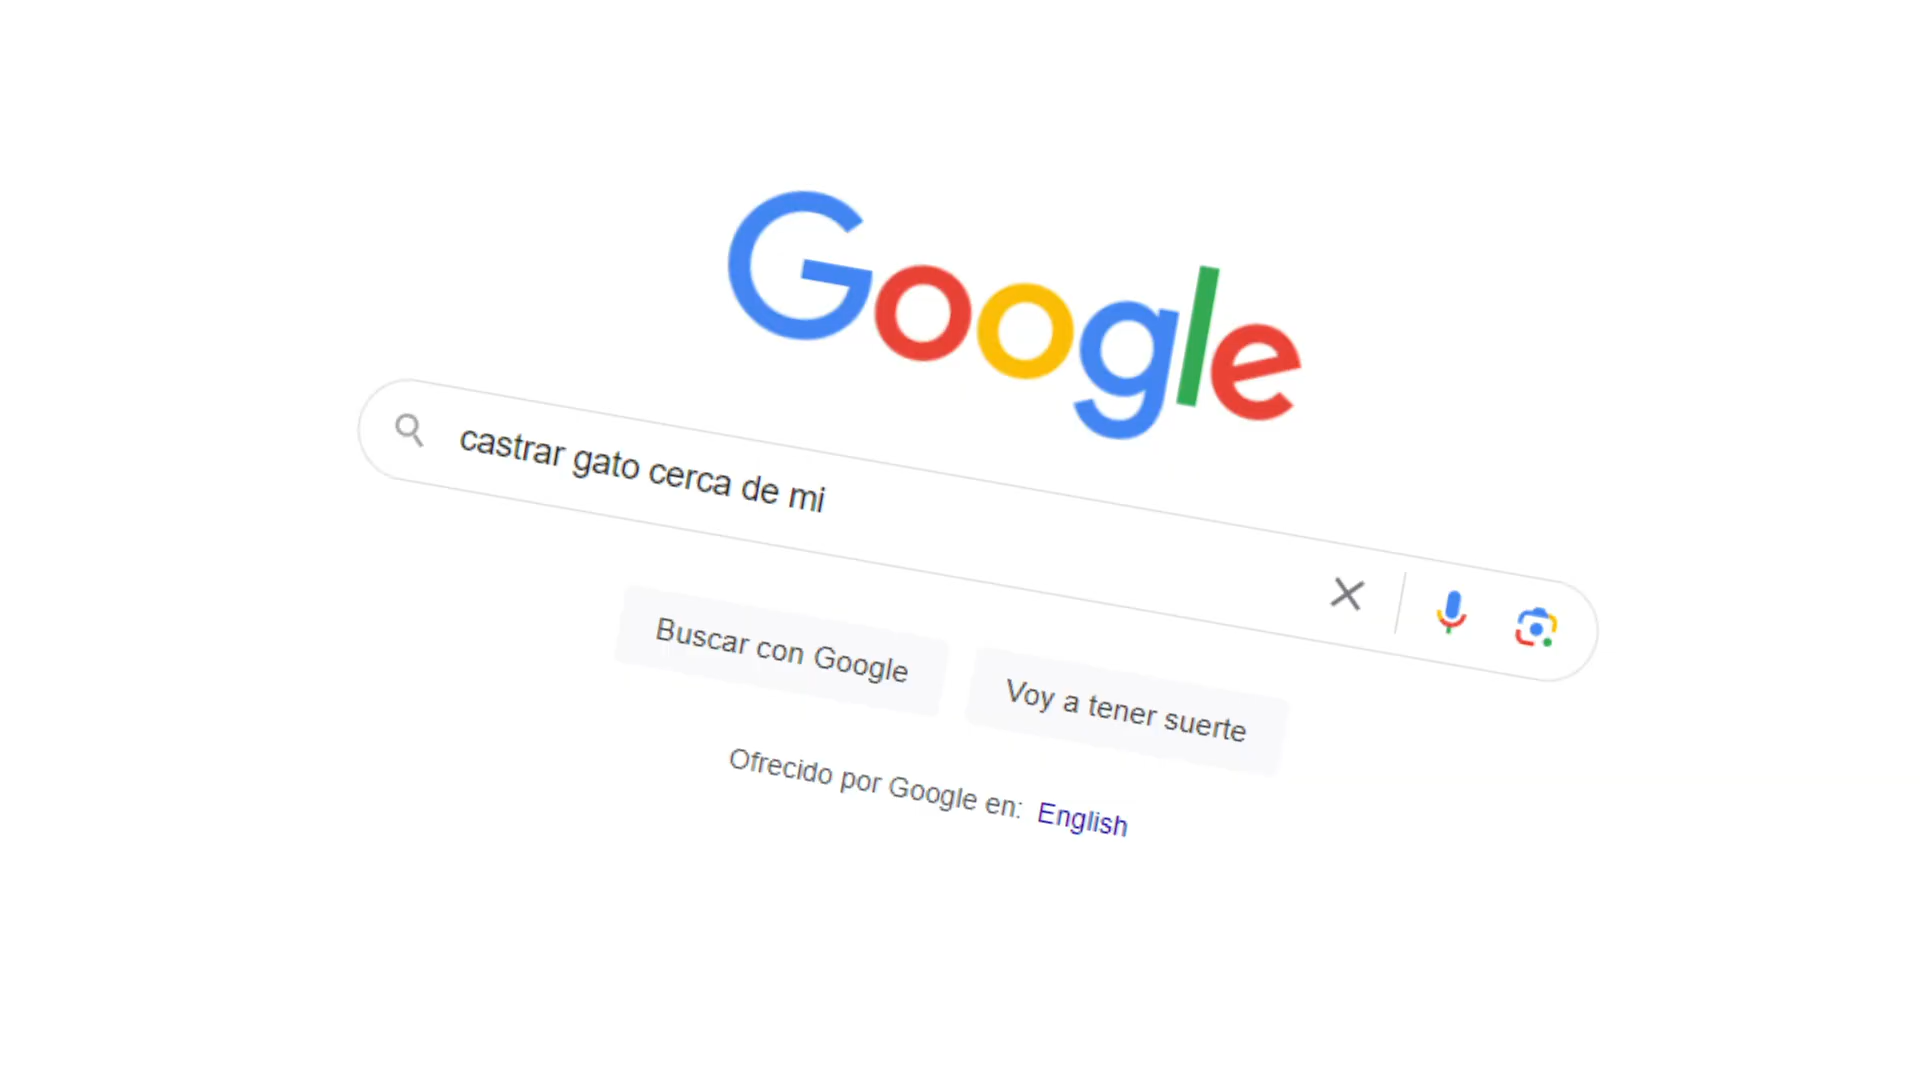 Google
castrar gato cerca de mi
Buscar con Google
Voy a tener suerte
Ofrecido por Google en: English